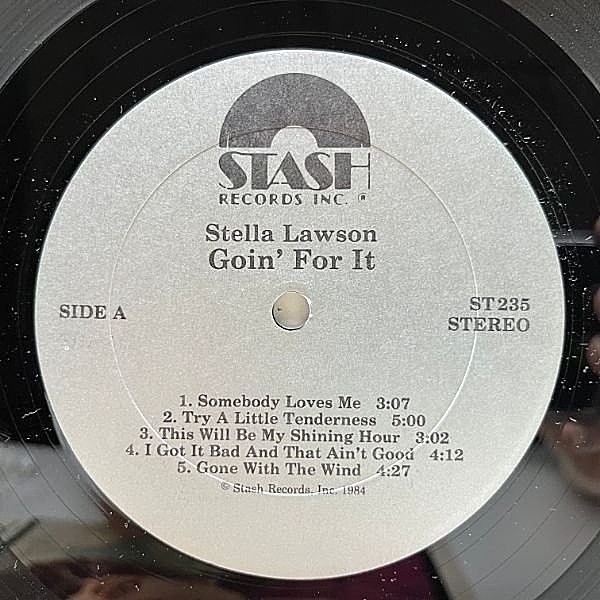 STASH
RECORDS INC. ®
Stella Lawson
Goin' For It
SIDE A
ST 235
STEREO
1. Somebody Loves Me 3:07
2. Try A Little Tenderness 5:00
3. This Will Be My Shining Hour 3:02
4. I Got It Bad And That Ain't Good 4:12
5. Gone With The Wind 4:27
© Stash Records, Inc. 1984